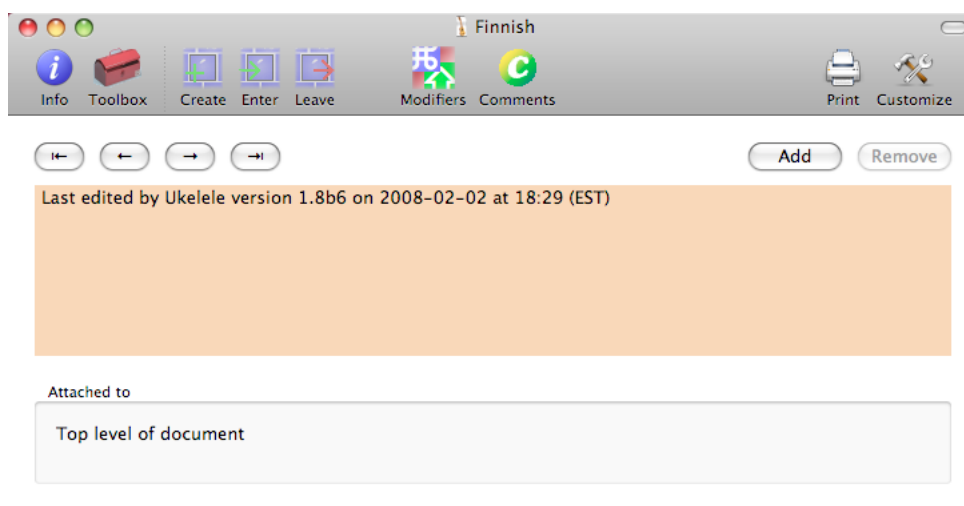 Finnish
Info Toolbox Create Enter Leave Modifiers Comments Print Customize
Add Remove
Last edited by Ukelele version 1.8b6 on 2008-02-02 at 18:29 (EST)
Attached to
Top level of document